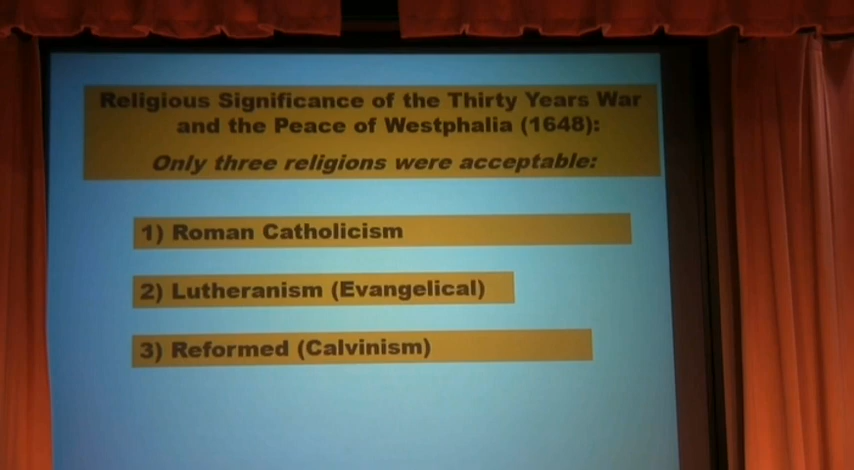 Religious Significance of the Thirty Years War
and the Peace of Westphalia (1648):
Only three religions were acceptable:
1) Roman Catholicism
2) Lutheranism (Evangelical)
3) Reformed (Calvinism)